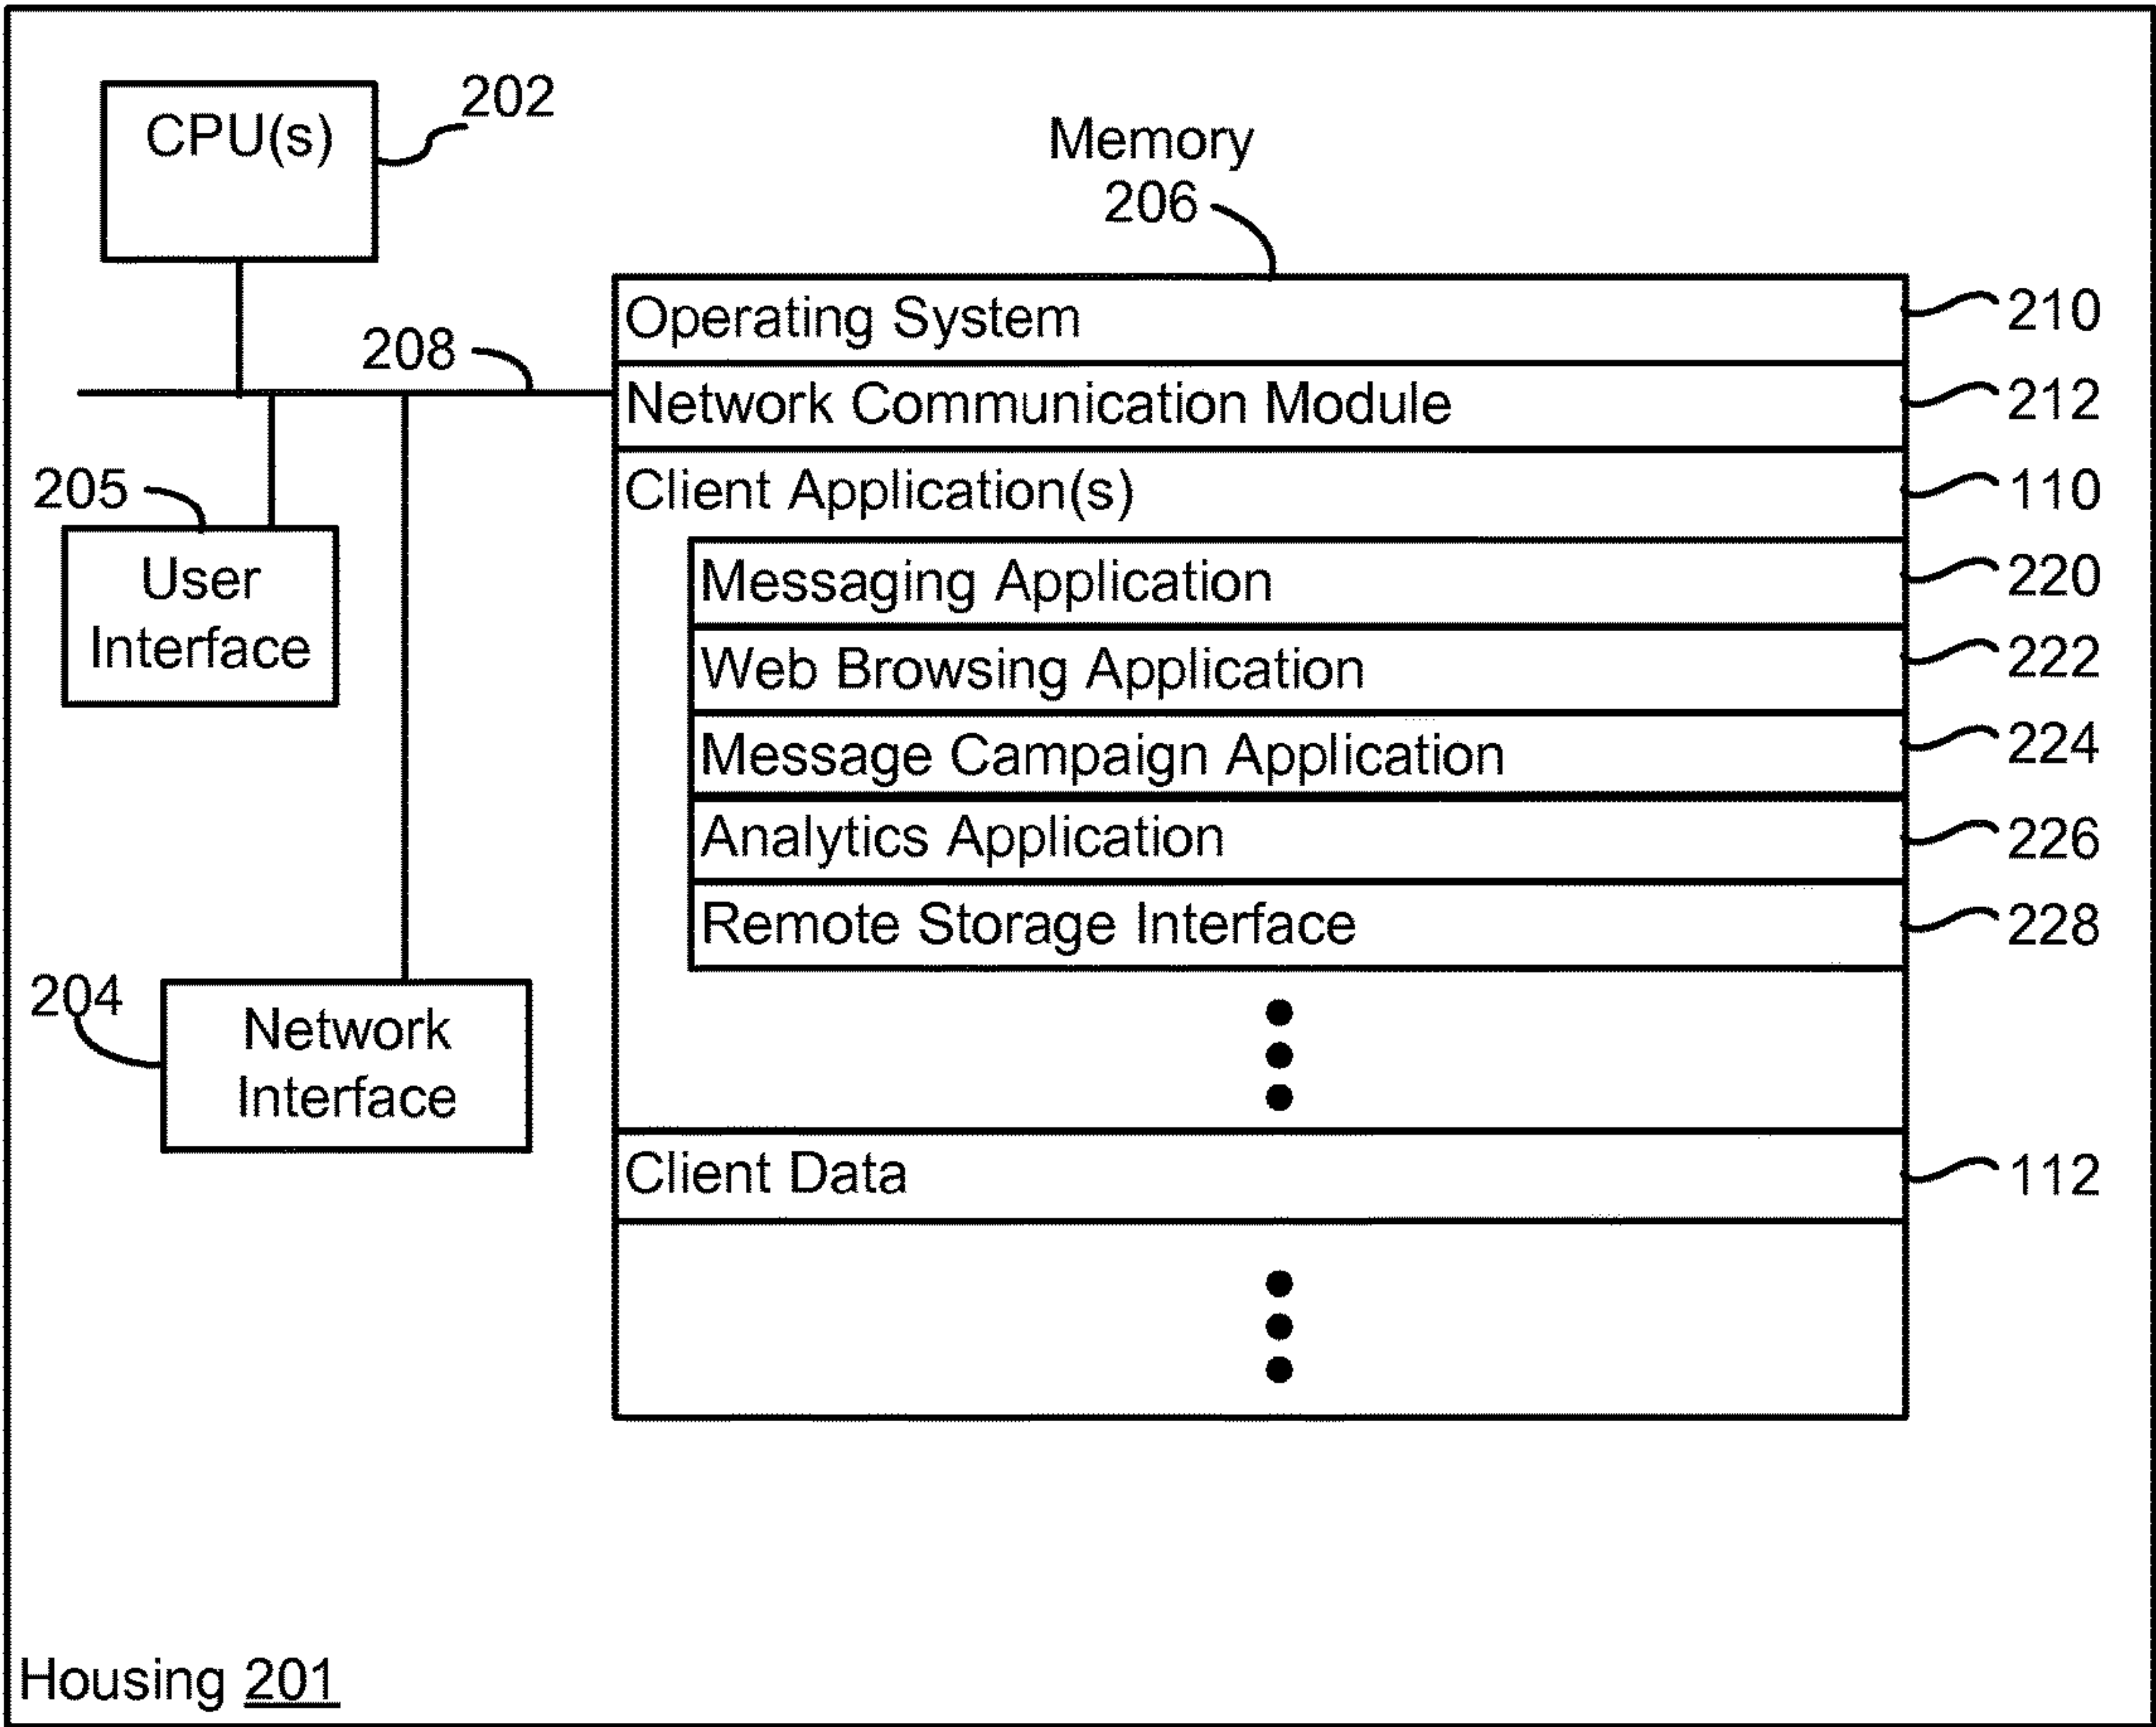 CPU(s)
202
Memory
206
Operating System
210
208
Network Communication Module
212
Client Application(s)
110
205
User
Interface
Messaging Application
220
Web Browsing Application
222
Message Campaign Application
224
Analytics Application
226
Remote Storage Interface
228
204
Network
Interface
Client Data
112
Housing 201